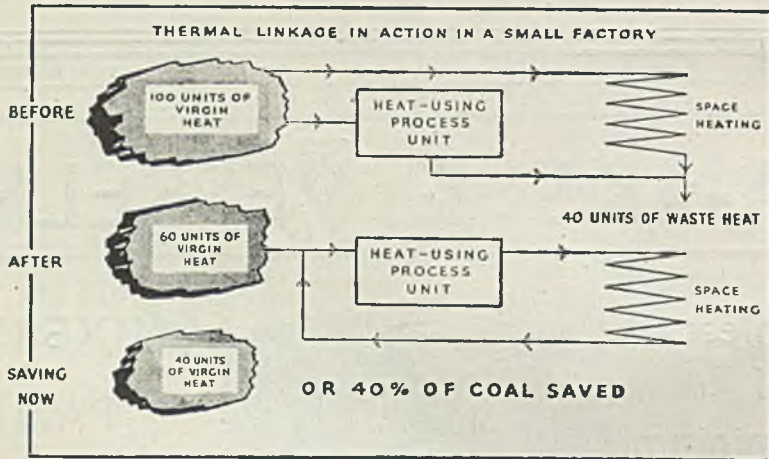 THERMAL LINKAGE IN ACTION IN A SMALL FACTORY
BEFORE
100 UNITS OF
VIRGIN
HEAT
HEAT-USING
PROCESS
UNIT
SPACE
HEATING
40 UNITS OF WASTE HEAT
AFTER
60 UNITS OF
VIRGIN
HEAT
HEAT-USING
PROCESS
UNIT
SPACE
HEATING
SAVING
NOW
40 UNITS
OF VIRGIN
HEAT
OR 40% OF COAL SAVED